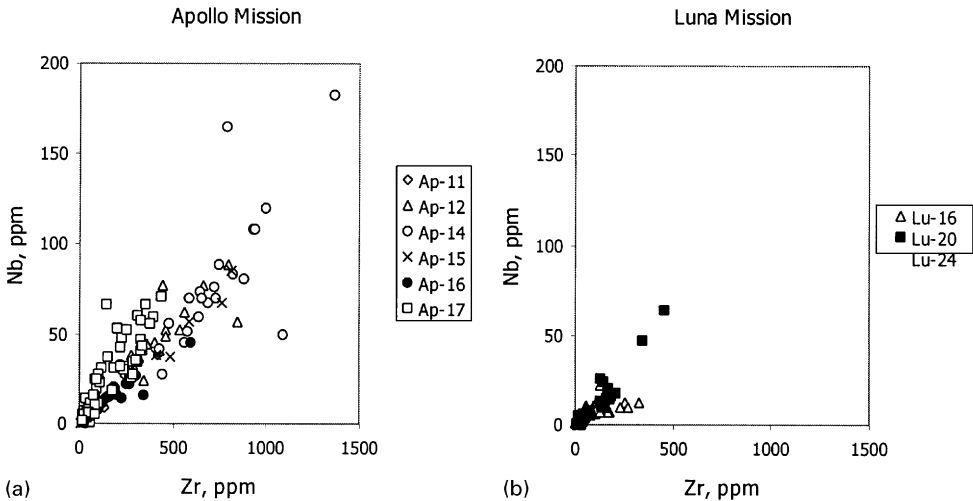 Apollo Mission
200
150
100
50
0
0 500 1000 1500
Nb, ppm
Zr, ppm
(a)
Ap-11
Ap-12
Ap-14
Ap-15
Ap-16
Ap-17
Luna Mission
200
150
100
50
0
0 500 1000 1500
Nb, ppm
Zr, ppm
(b)
Lu-16
Lu-20
Lu-24